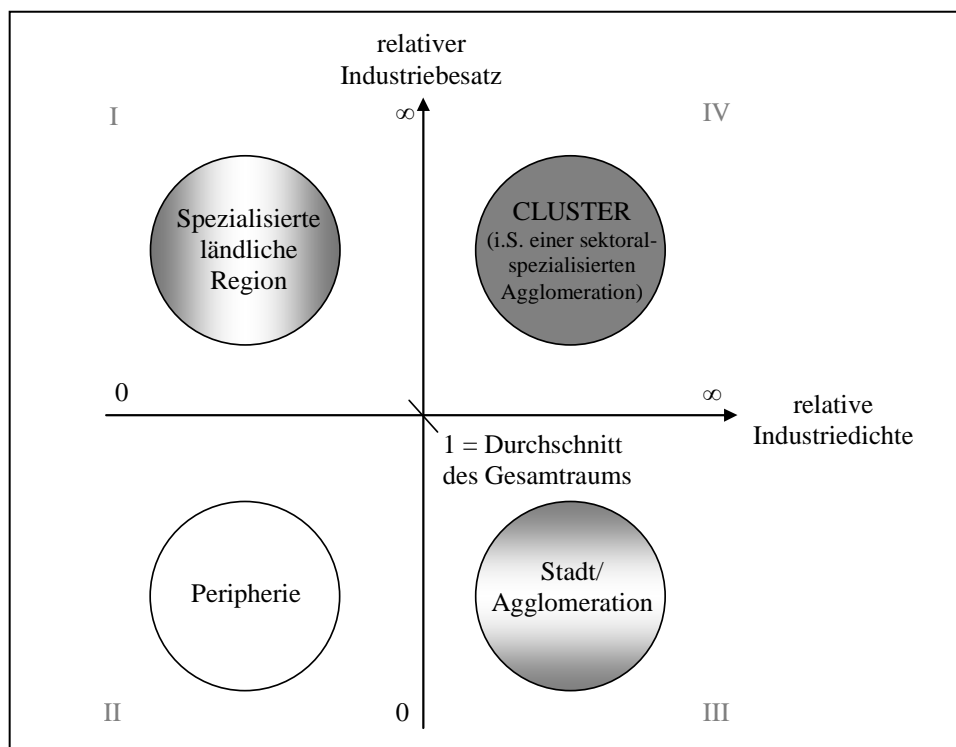 relativer
Industriebesatz
I
∞
IV
Spezialisierte
ländliche
Region
CLUSTER
(i.S. einer sektoral-
spezialisierten
Agglomeration)
0
∞
relative
Industriedichte
1 = Durchschnitt
des Gesamtraums
Peripherie
Stadt/
Agglomeration
II
0
III